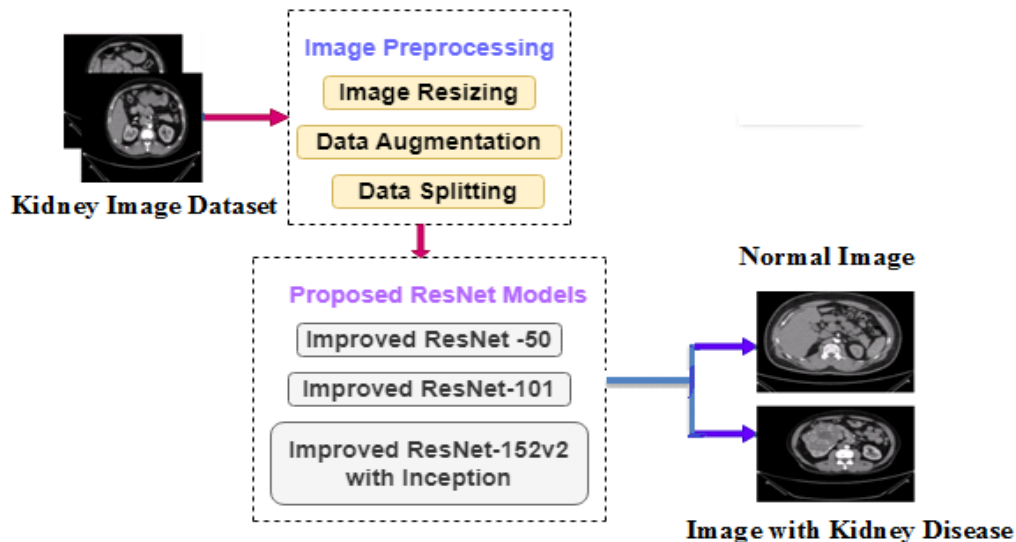 Image Preprocessing
Image Resizing
Data Augmentation
Data Splitting
Kidney Image Dataset
Proposed ResNet Models
Improved ResNet -50
Improved ResNet-101
Improved ResNet-152v2
with Inception
Normal Image
Image with Kidney Disease